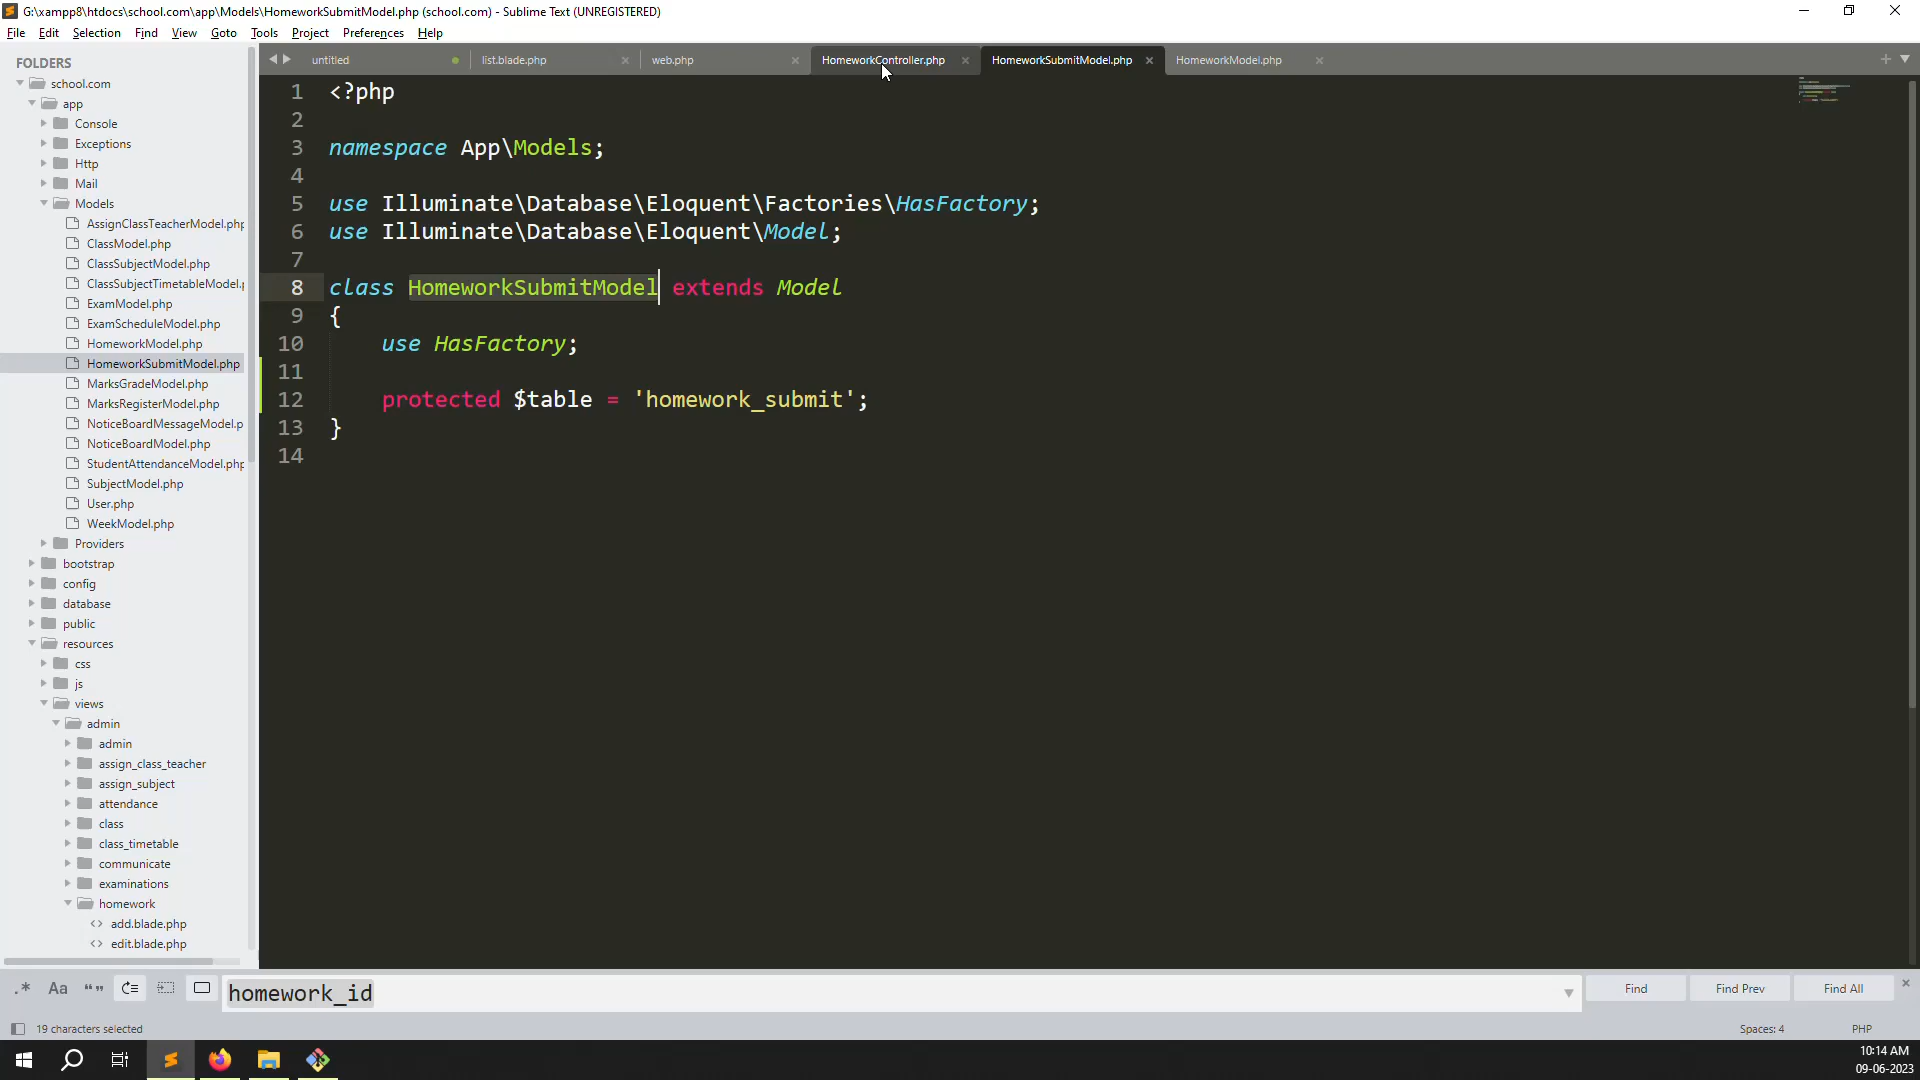 G:\xampp8\htdocs\school.com\app\Models\HomeworkSubmitModel.php (school.com) - Sublime Text (UNREGISTERED)
File Edit Selection Find View Goto Tools Project Preferences Help
untitled list.blade.php web.php HomeworkController.php HomeworkSubmitModel.php HomeworkModel.php
FOLDERS
school.com
app
Console
Exceptions
Http
Mail
Models
AssignClassTeacherModel.php
ClassModel.php
ClassSubjectModel.php
ClassSubjectTimetableModel.p
ExamModel.php
ExamScheduleModel.php
HomeworkModel.php
HomeworkSubmitModel.php
MarksGradeModel.php
MarksRegisterModel.php
NoticeBoardMessageModel.p
NoticeBoardModel.php
StudentAttendanceModel.php
SubjectModel.php
User.php
WeekModel.php
Providers
bootstrap
config
database
public
resources
css
js
views
admin
admin
assign_class_teacher
assign_subject
attendance
class
class_timetable
communicate
examinations
homework
add.blade.php
edit.blade.php
1 <?php
2
3 namespace App\Models;
4
5 use Illuminate\Database\Eloquent\Factories\HasFactory;
6 use Illuminate\Database\Eloquent\Model;
7
8 class HomeworkSubmitModel extends Model
9 {
10 use HasFactory;
11
12 protected $table = 'homework_submit';
13 }
14
.* Aa “” homework_id Find Find Prev Find All
19 characters selected Spaces: 4 PHP
10:14 AM
09-06-2023